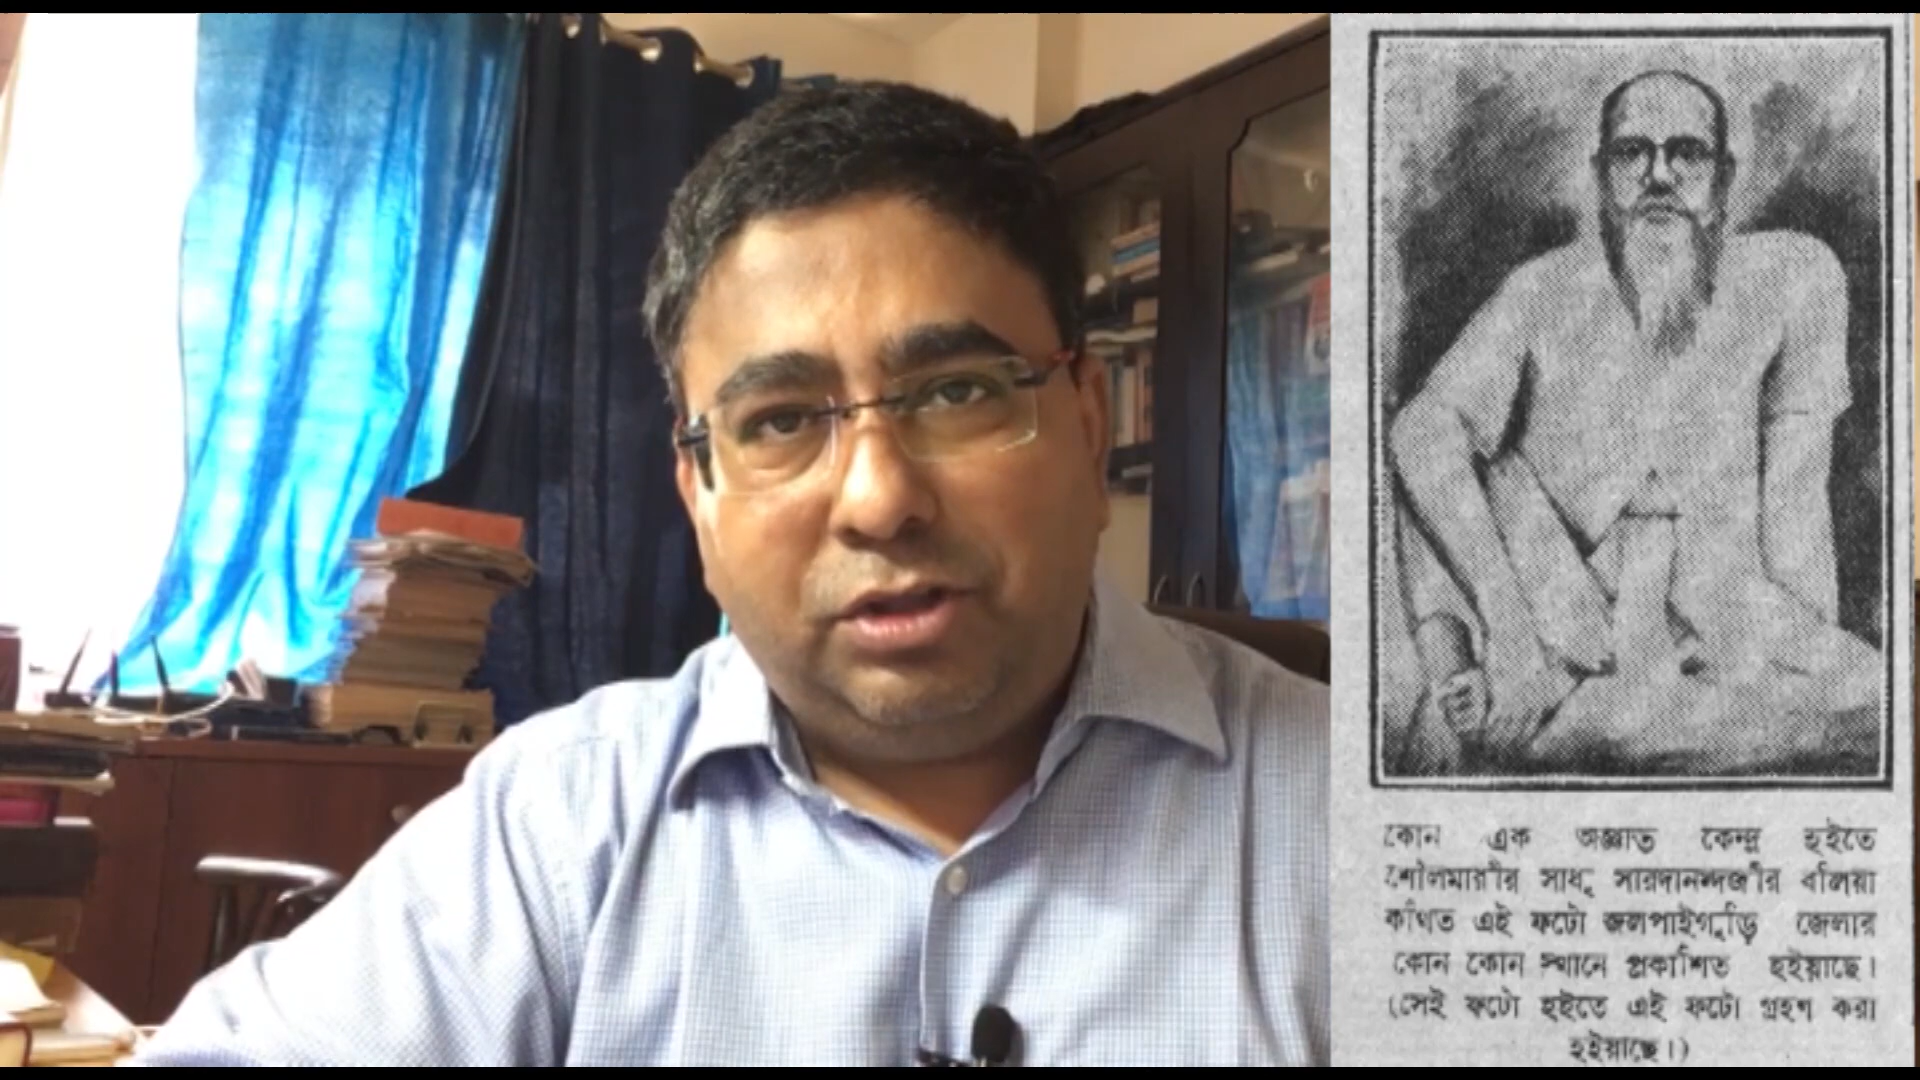 কোন এক অজ্ঞাত কেন্দ্র হইতে
শৌলমারীর সাধু সারদানন্দজীর বলিয়া
কথিত এই ফটো জলপাইগুড়ি জেলার
কোন কোন স্থানে প্রকাশিত হইয়াছে।
(সেই ফটো হইতে এই ফটো গ্রহণ করা
হইয়াছে।)